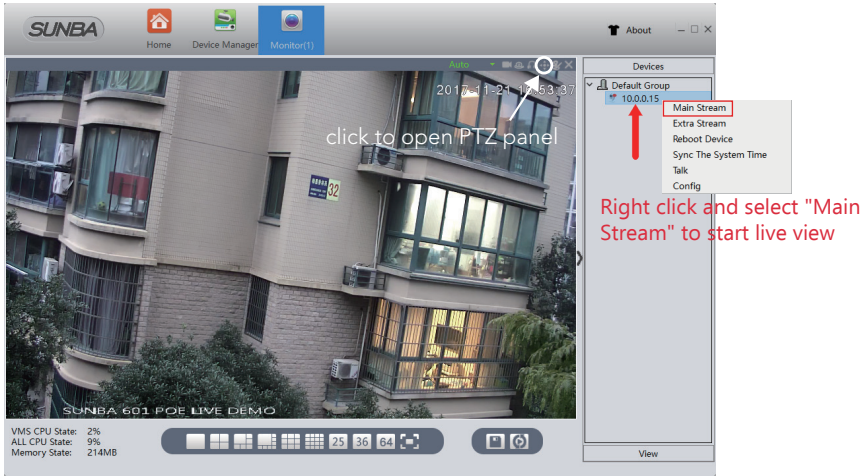 SUNBA
Home
Device Manager
Monitor(1)
About
Auto
2017-11-21 16:53:37
click to open PTZ panel
32
SUNBA 601 POE LIVE DEMO
Devices
Default Group
10.0.0.15
Main Stream
Extra Stream
Reboot Device
Sync The System Time
Talk
Config
Right click and select "Main
Stream" to start live view
VMS CPU State: 2%
ALL CPU State: 9%
Memory State: 214MB
25 36 64
View